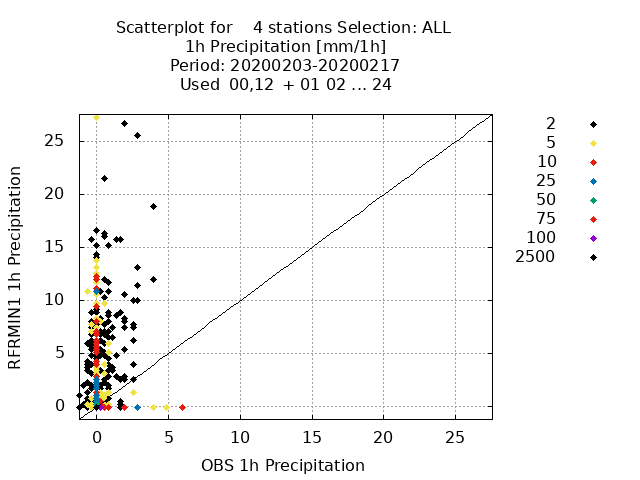 Scatterplot for    4 stations Selection: ALL
1h Precipitation [mm/1h]
Period: 20200203-20200217
Used  00,12  + 01 02 ... 24
RFRMIN1 1h Precipitation
25
20
15
10
5
0
0 5 10 15 20 25
OBS 1h Precipitation
2
5
10
25
50
75
100
2500